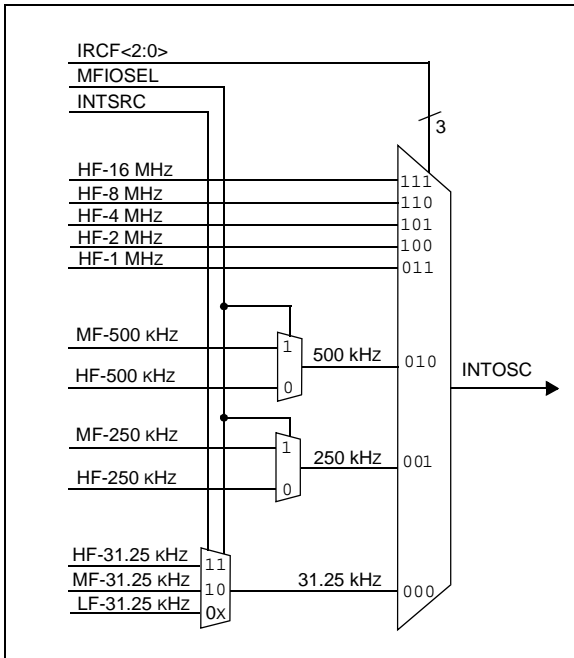 IRCF<2:0>
MFIOSEL
INTSRC
3
HF-16 MHz
111
HF-8 MHz
110
HF-4 MHz
101
HF-2 MHz
100
HF-1 MHz
011
MF-500 KHz
1
500 kHz
010
HF-500 KHz
0
INTOSC
MF-250 KHz
1
250 kHz
001
HF-250 KHz
0
HF-31.25 KHz
11
MF-31.25 KHz
10
31.25 kHz
000
LF-31.25 KHz
0X